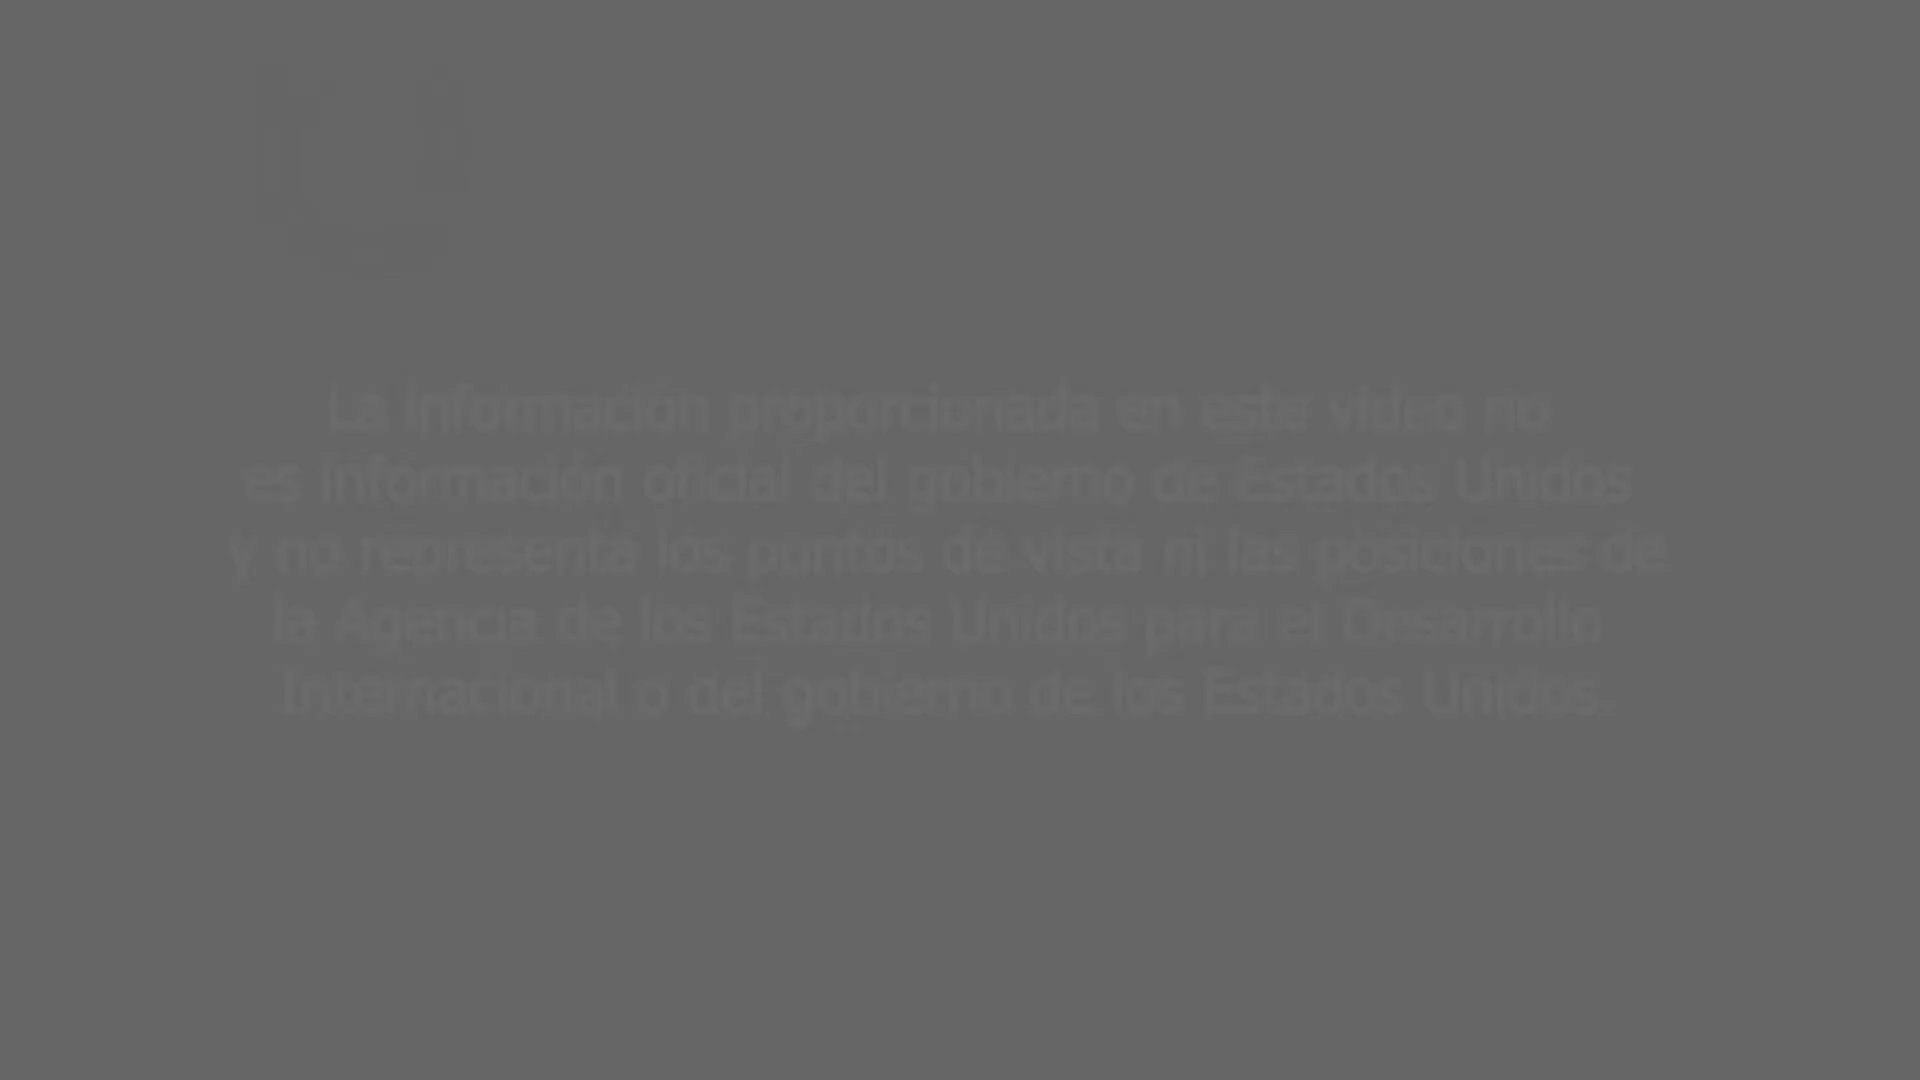 La información proporcionada en este video no
es información oficial del gobierno de Estados Unidos
y no representa los puntos de vista ni las posiciones de
la Agencia de los Estados Unidos para el Desarrollo
Internacional o del gobierno de los Estados Unidos.